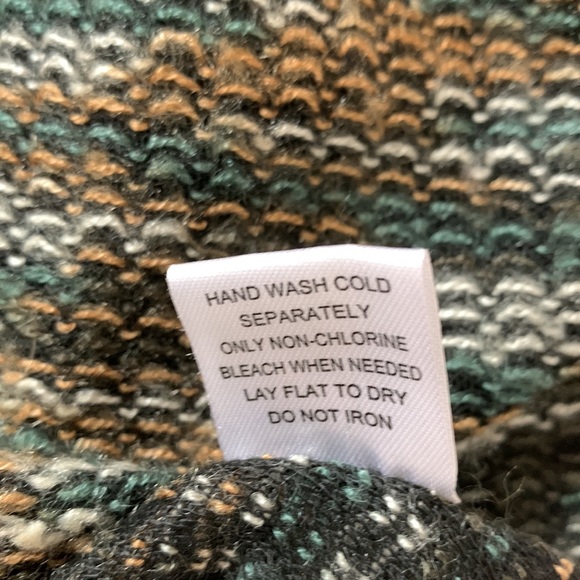 HAND WASH COLD
SEPARATELY
ONLY NON-CHLORINE
BLEACH WHEN NEEDED
LAY FLAT TO DRY
DO NOT IRON